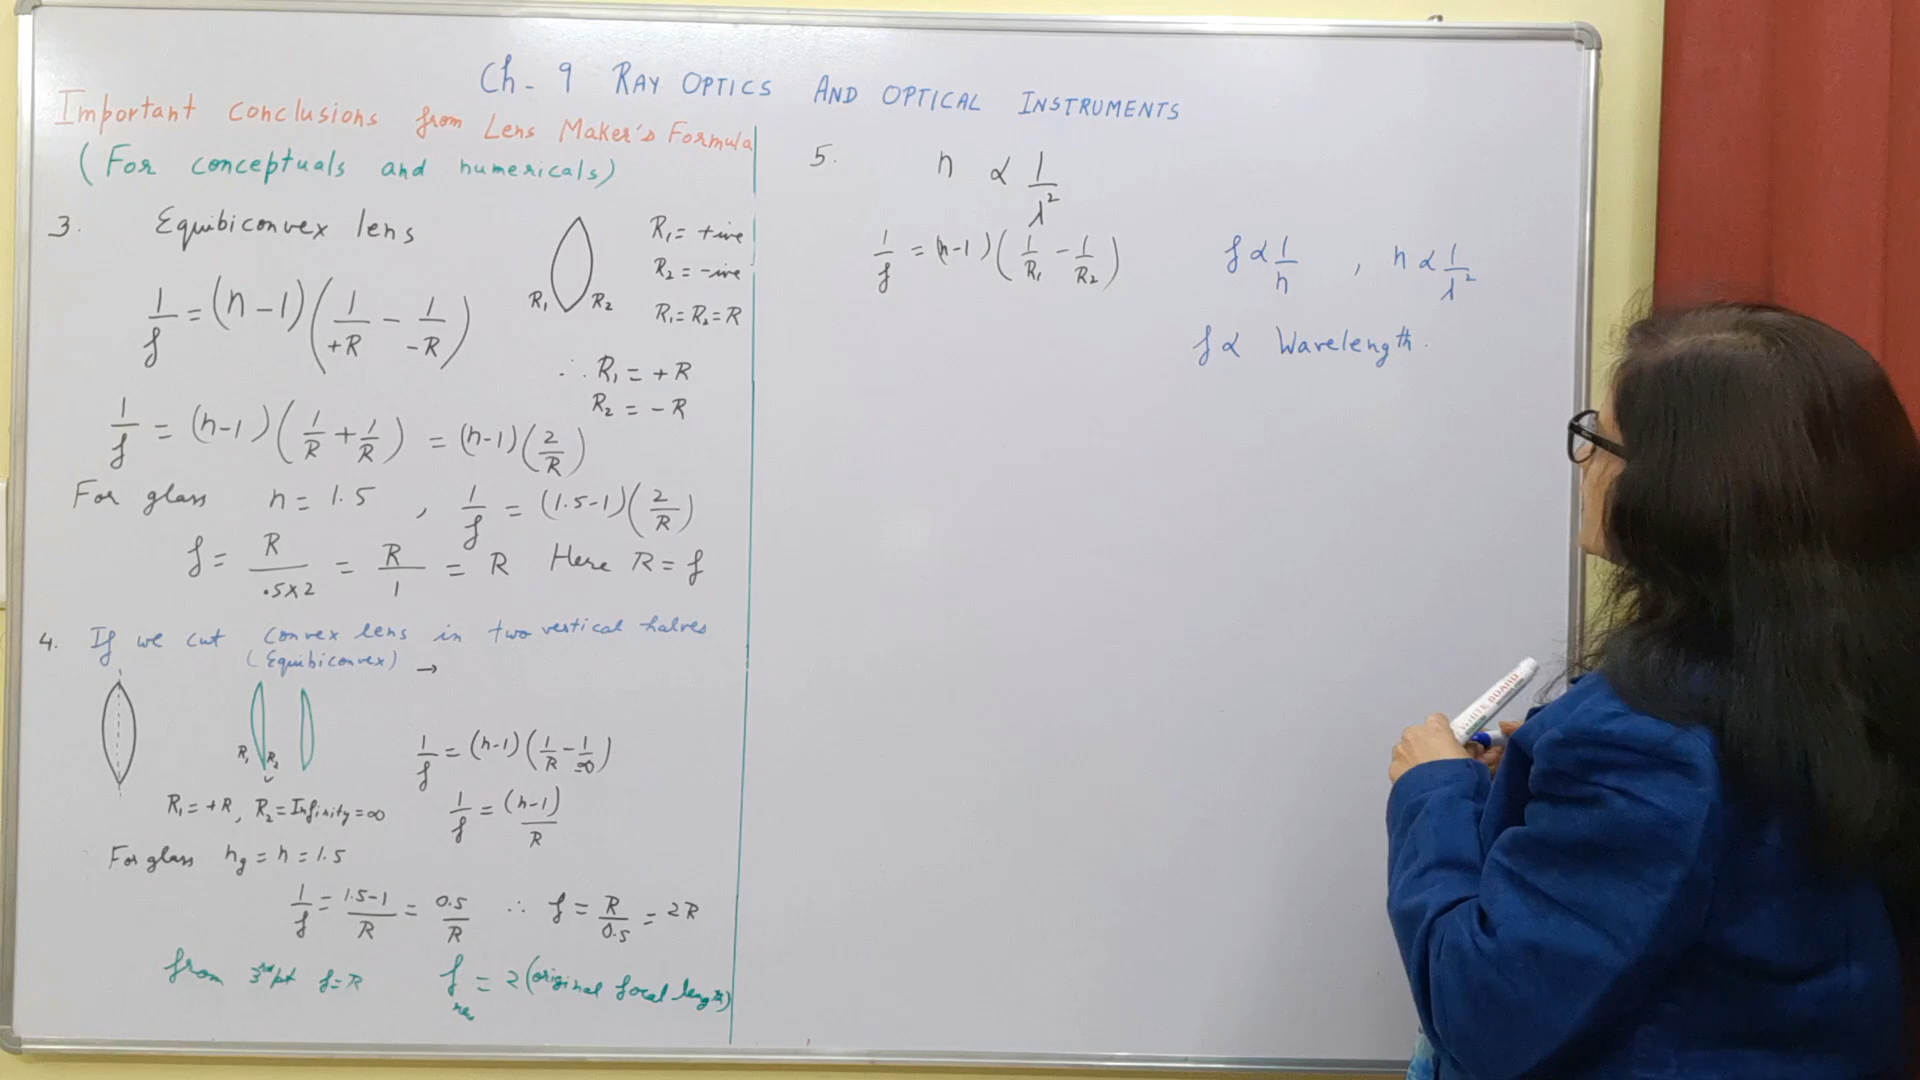 Ch-9 RAY OPTICS AND OPTICAL INSTRUMENTS
Important conclusions from Lens Maker's Formula
(For conceptuals and numericals)
3. Equibiconvex lens
R₁ = +ive
R₂ = -ive
R₁ R₂
R₁ = R₂ = R
1/f = (n-1)(1/+R - 1/-R)
∴ R₁ = +R
R₂ = -R
1/f = (n-1)(1/R + 1/R) = (n-1)(2/R)
For glass n = 1.5 , 1/f = (1.5-1)(2/R)
f = R/.5x2 = R/1 = R Here R = f
4. If we cut convex lens in two vertical halves
(Equibiconvex) →
R₁ R₂
1/f = (n-1)(1/R - 1/∞)
R₁ = +R, R₂ = Infinity = ∞
1/f = (n-1)/R
For glass ng = n = 1.5
1/f = 1.5-1/R = 0.5/R ∴ f = R/0.5 = 2R
from 3rd pt f=R f new = 2 (original focal length)
5. n ∝ 1/λ²
1/f = (n-1)(1/R₁ - 1/R₂)
f ∝ 1/n , n ∝ 1/λ²
f ∝ Wavelength.
WHITE BOARD